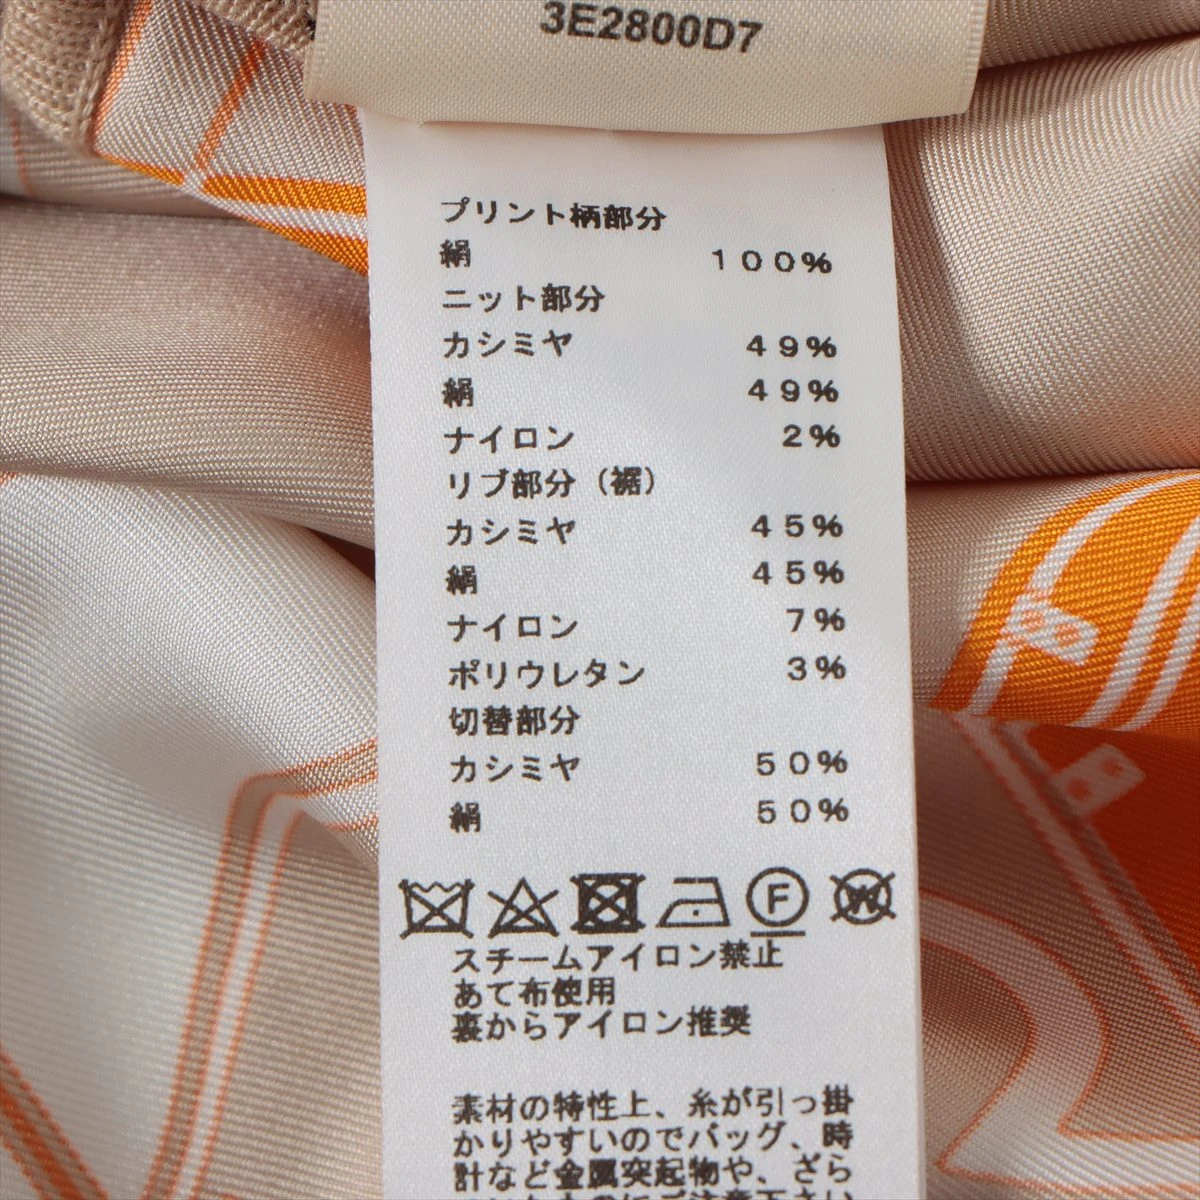 3E2800D7
プリント柄部分
絹 100%
ニット部分
カシミヤ 49%
絹 49%
ナイロン 2%
リブ部分（裾）
カシミヤ 45%
絹 45%
ナイロン 7%
ポリウレタン 3%
切替部分
カシミヤ 50%
絹 50%
F W
スチームアイロン禁止
あて布使用
裏からアイロン推奨
素材の特性上、糸が引っ掛
かりやすいのでバッグ、時
計など金属突起物や、ざら